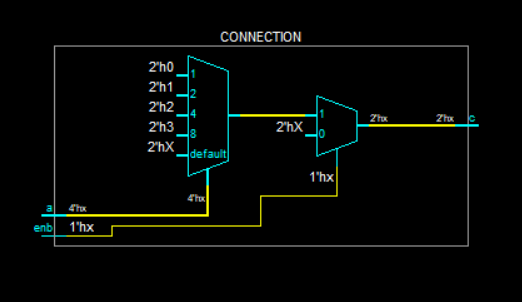 CONNECTION
2'h0 1
2'h1 2
2'h2 4
2'h3 8
2'hX default
2'hX
1
0
2'hx 2'hx c
1'hx
4'hx
a 4'hx
enb 1'hx